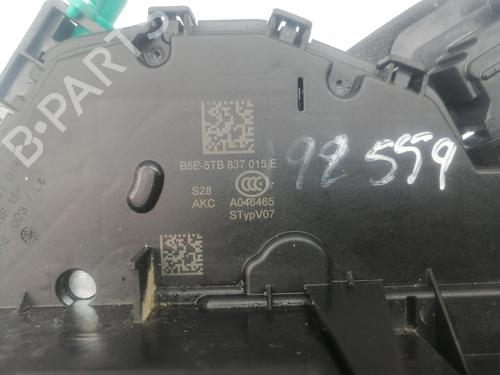 B-PARTS
B5E-5TB 837 015 E
92559
S28
AKC A046465
STypV07